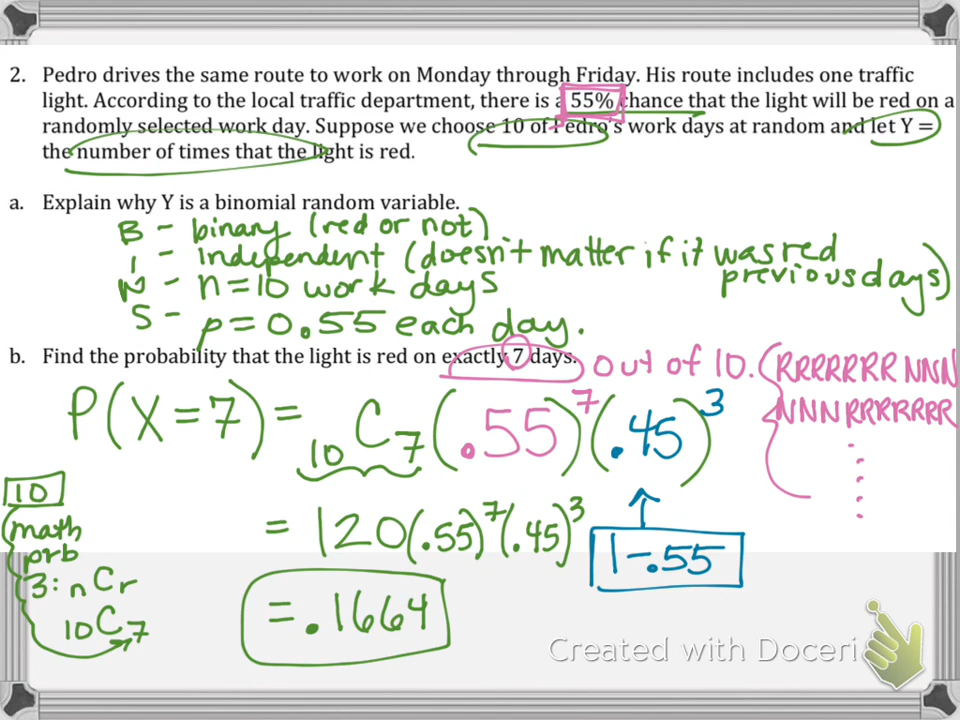 2. Pedro drives the same route to work on Monday through Friday. His route includes one traffic
light. According to the local traffic department, there is a 55% chance that the light will be red on a
randomly selected work day. Suppose we choose 10 of Pedro's work days at random and let Y =
the number of times that the light is red.
a. Explain why Y is a binomial random variable.
B - binary (red or not)
I - independent (doesn't matter if it was red
previous days)
N - n=10 work days
S - p=0.55 each day.
b. Find the probability that the light is red on exactly 7 days. out of 10. (RRRRRRR NNN
NNN RRRRRRR
P(X=7) = 10C7 (.55)^7 (.45)^3
10
math
prb
3: nCr
10C7
= 120(.55)^7(.45)^3
1-.55
= .1664
Created with Doceri